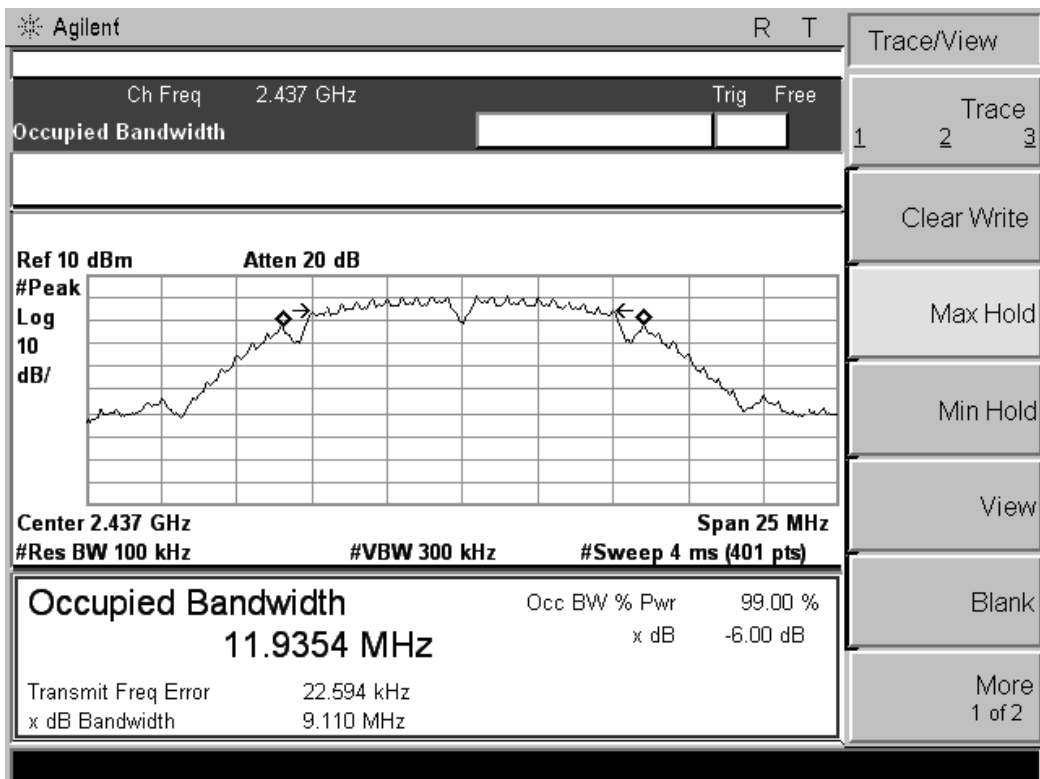 Agilent R T
Trace/View
Ch Freq 2.437 GHz Trig Free
Occupied Bandwidth
Trace
1 2 3
Clear Write
Ref 10 dBm Atten 20 dB
#Peak
Log
10
dB/
Max Hold
Min Hold
View
Center 2.437 GHz Span 25 MHz
#Res BW 100 kHz #VBW 300 kHz #Sweep 4 ms (401 pts)
Occupied Bandwidth
11.9354 MHz
Occ BW % Pwr 99.00 %
x dB -6.00 dB
Transmit Freq Error 22.594 kHz
x dB Bandwidth 9.110 MHz
Blank
More
1 of 2